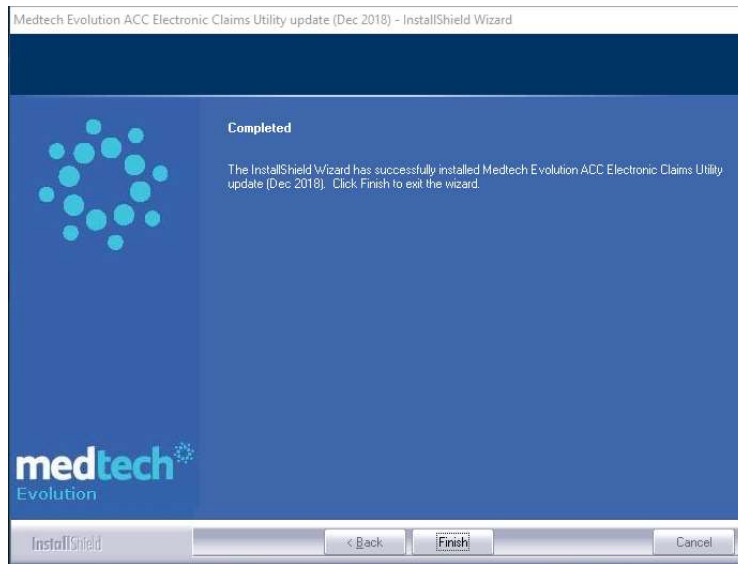 Medtech Evolution ACC Electronic Claims Utility update (Dec 2018) - InstallShield Wizard
Completed
The InstallShield Wizard has successfully installed Medtech Evolution ACC Electronic Claims Utility
update (Dec 2018). Click Finish to exit the wizard.
medtech
Evolution
InstallShield
< Back
Finish
Cancel